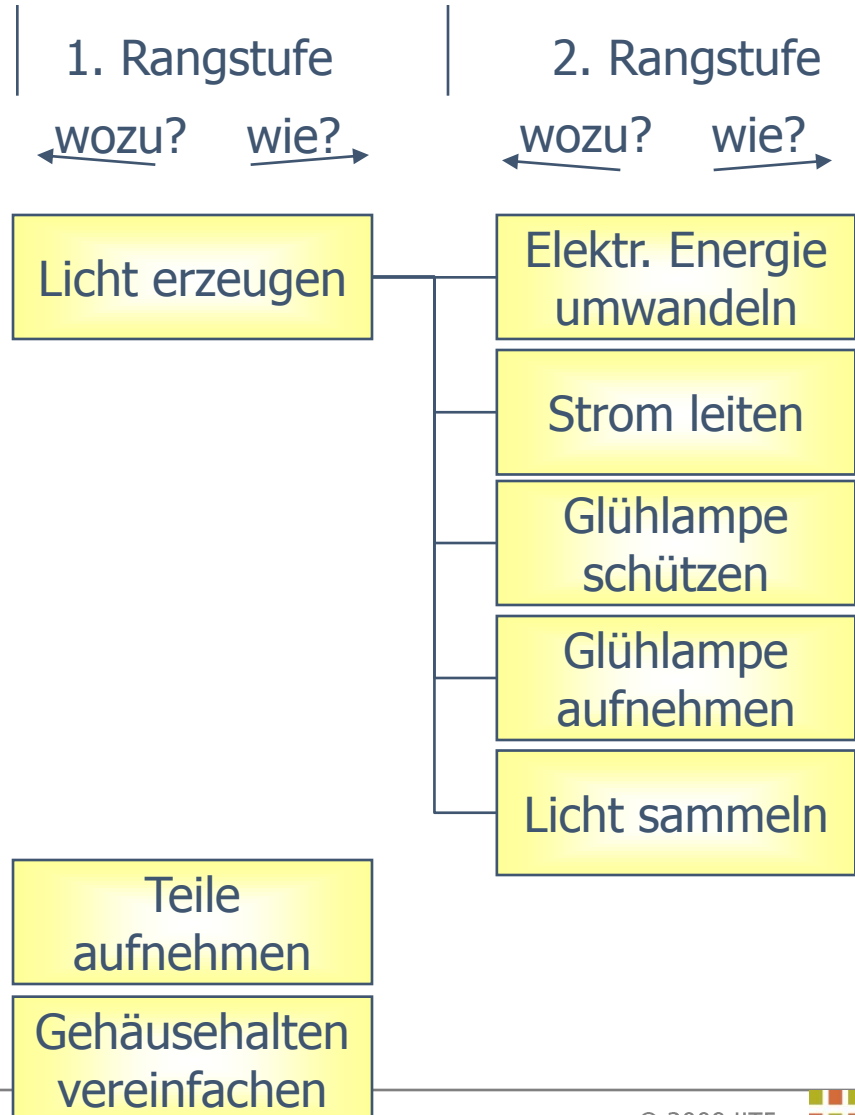 1. Rangstufe
2. Rangstufe
wozu? wie?
wozu? wie?
Licht erzeugen
Elektr. Energie
umwandeln
Strom leiten
Glühlampe
schützen
Glühlampe
aufnehmen
Licht sammeln
Teile
aufnehmen
Gehäusehalten
vereinfachen